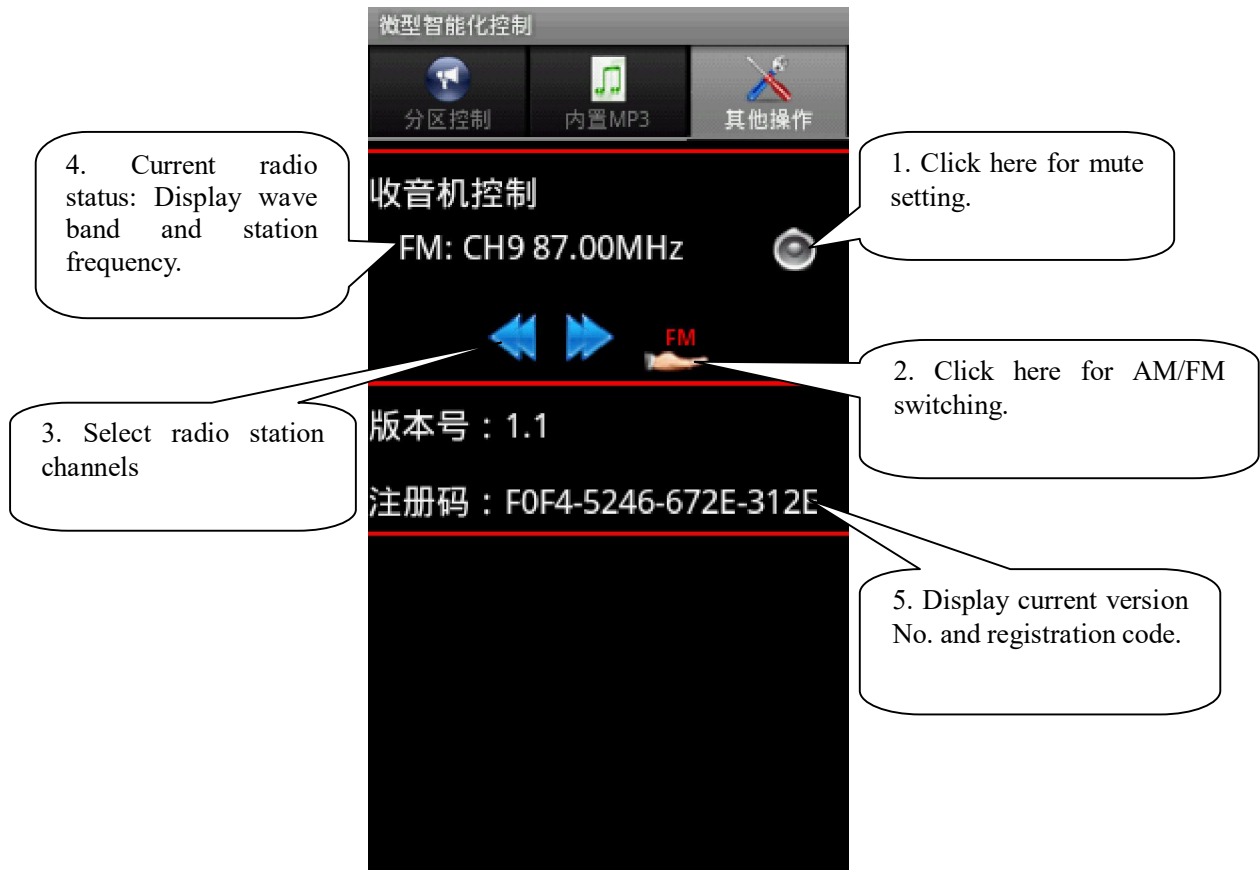 微型智能化控制
分区控制
内置MP3
其他操作
4. Current radio
status: Display wave
band and station
frequency.
收音机控制
FM: CH9 87.00MHz
1. Click here for mute
setting.
FM
2. Click here for AM/FM
switching.
3. Select radio station
channels
版本号：1.1
注册码：F0F4-5246-672E-312E
5. Display current version
No. and registration code.